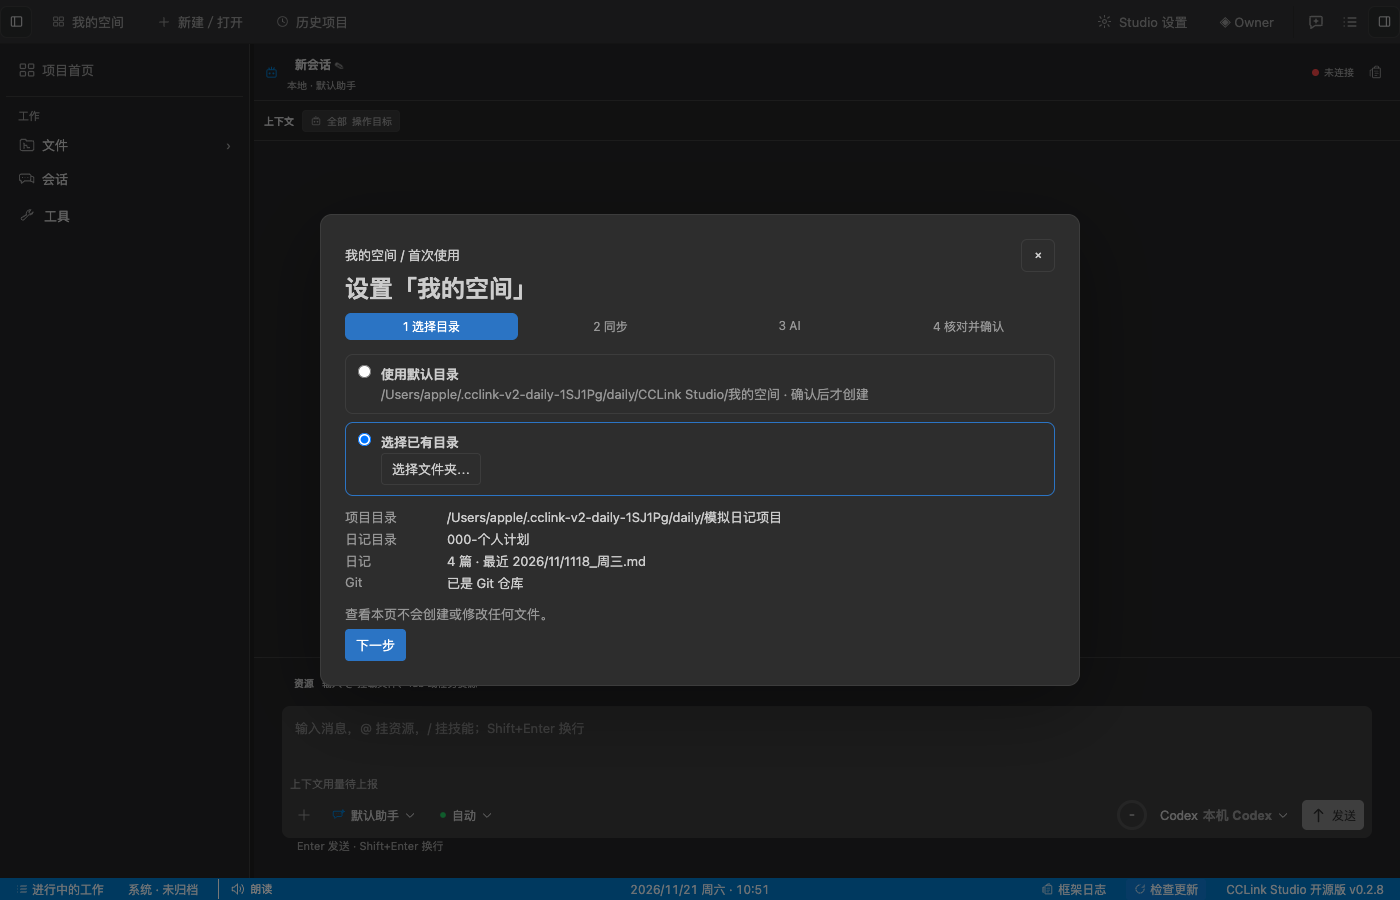 我的空间
新建 / 打开
历史项目
Studio 设置
Owner
项目首页
新会话
本地 · 默认助手
未连接
工作
上下文
全部 操作目标
文件
会话
工具
我的空间 / 首次使用
×
设置「我的空间」
1 选择目录
2 同步
3 AI
4 核对并确认
使用默认目录
/Users/apple/.cclink-v2-daily-1SJ1Pg/daily/CCLink Studio/我的空间 · 确认后才创建
选择已有目录
选择文件夹...
项目目录 /Users/apple/.cclink-v2-daily-1SJ1Pg/daily/模拟日记项目
日记目录 000-个人计划
日记 4 篇 · 最近 2026/11/1118_周三.md
Git 已是 Git 仓库
查看本页不会创建或修改任何文件。
下一步
资源
输入消息，@ 挂资源，/ 挂技能；Shift+Enter 换行
上下文用量待上报
默认助手
自动
-
Codex 本机 Codex
发送
Enter 发送 · Shift+Enter 换行
进行中的工作
系统 · 未归档
朗读
2026/11/21 周六 · 10:51
框架日志
检查更新
CCLink Studio 开源版 v0.2.8